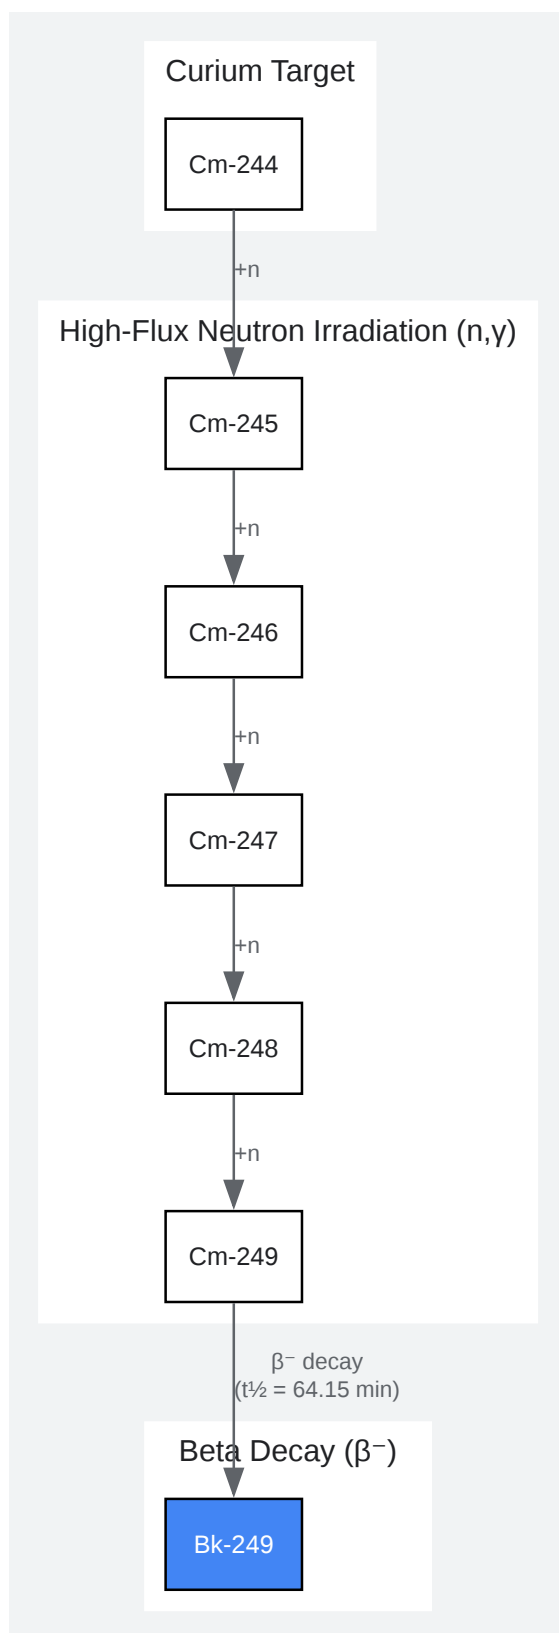 Curium Target
Cm-244
+n
High-Flux Neutron Irradiation (n,γ)
Cm-245
+n
Cm-246
+n
Cm-247
+n
Cm-248
+n
Cm-249
β⁻ decay
(t½ = 64.15 min)
Beta Decay (β⁻)
Bk-249